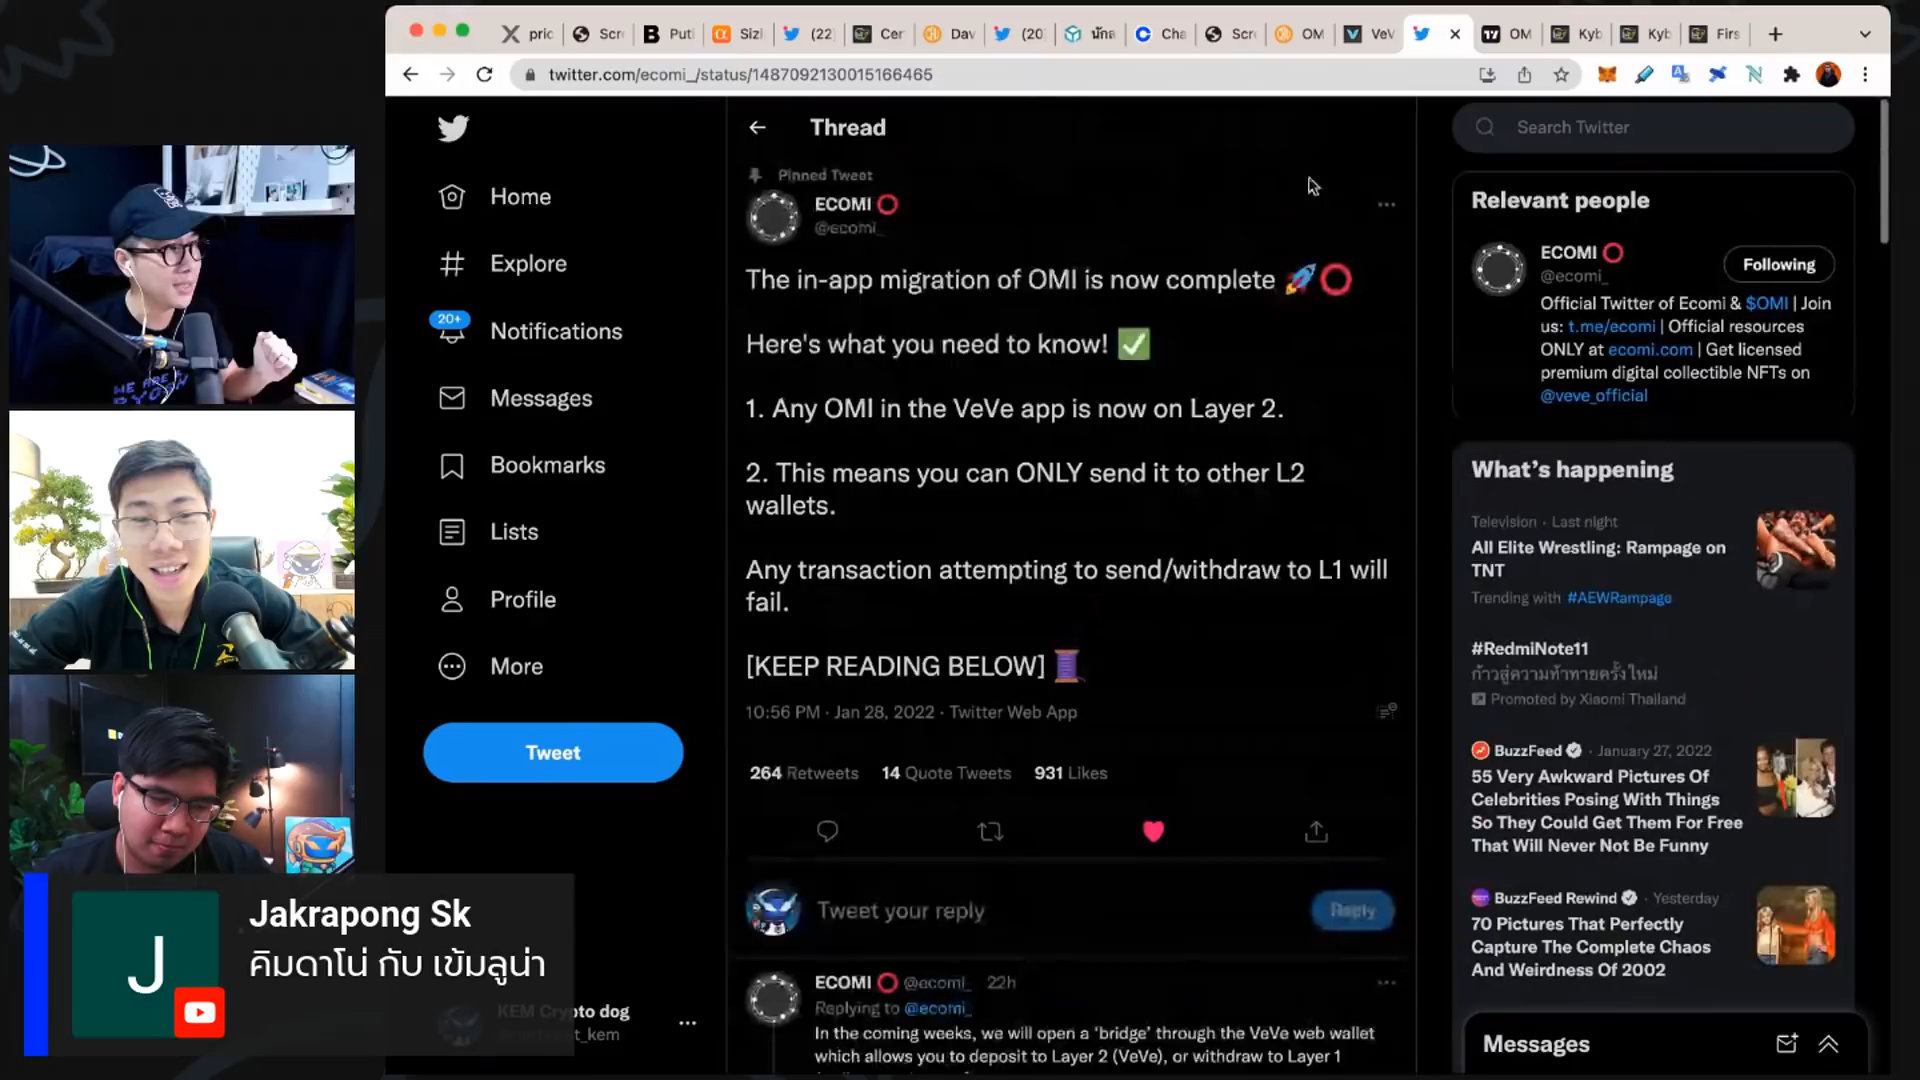 pric
Scr
Puti
Sizl
(22)
Cer
Dav
(20)
นักล
Cha
Scr
OM
VeV
OM
Kyb
Kyb
Firs
twitter.com/ecomi_/status/1487092130015166465
Home
Explore
20+
Notifications
Messages
Bookmarks
Lists
Profile
More
Tweet
Thread
Pinned Tweet
ECOMI
@ecomi_
The in-app migration of OMI is now complete 🚀⭕
Here's what you need to know! ✅
1. Any OMI in the VeVe app is now on Layer 2.
2. This means you can ONLY send it to other L2
wallets.
Any transaction attempting to send/withdraw to L1 will
fail.
[KEEP READING BELOW] 🧵
10:56 PM · Jan 28, 2022 · Twitter Web App
264 Retweets 14 Quote Tweets 931 Likes
Tweet your reply
Reply
ECOMI ⭕ @ecomi_ 22h
Replying to @ecomi_
In the coming weeks, we will open a 'bridge' through the VeVe web wallet
which allows you to deposit to Layer 2 (VeVe), or withdraw to Layer 1
Search Twitter
Relevant people
ECOMI
@ecomi_
Following
Official Twitter of Ecomi & $OMI | Join
us: t.me/ecomi | Official resources
ONLY at ecomi.com | Get licensed
premium digital collectible NFTs on
@veve_official
What's happening
Television · Last night
All Elite Wrestling: Rampage on
TNT
Trending with #AEWRampage
#RedmiNote11
ก้าวสู่ความท้าทายครั้งใหม่
Promoted by Xiaomi Thailand
BuzzFeed · January 27, 2022
55 Very Awkward Pictures Of
Celebrities Posing With Things
So They Could Get Them For Free
That Will Never Not Be Funny
BuzzFeed Rewind · Yesterday
70 Pictures That Perfectly
Capture The Complete Chaos
And Weirdness Of 2002
Messages
WE ARE
J
Jakrapong Sk
คิมดาโน่ กับ เข้มลูน่า
KEM Crypto dog
_kem